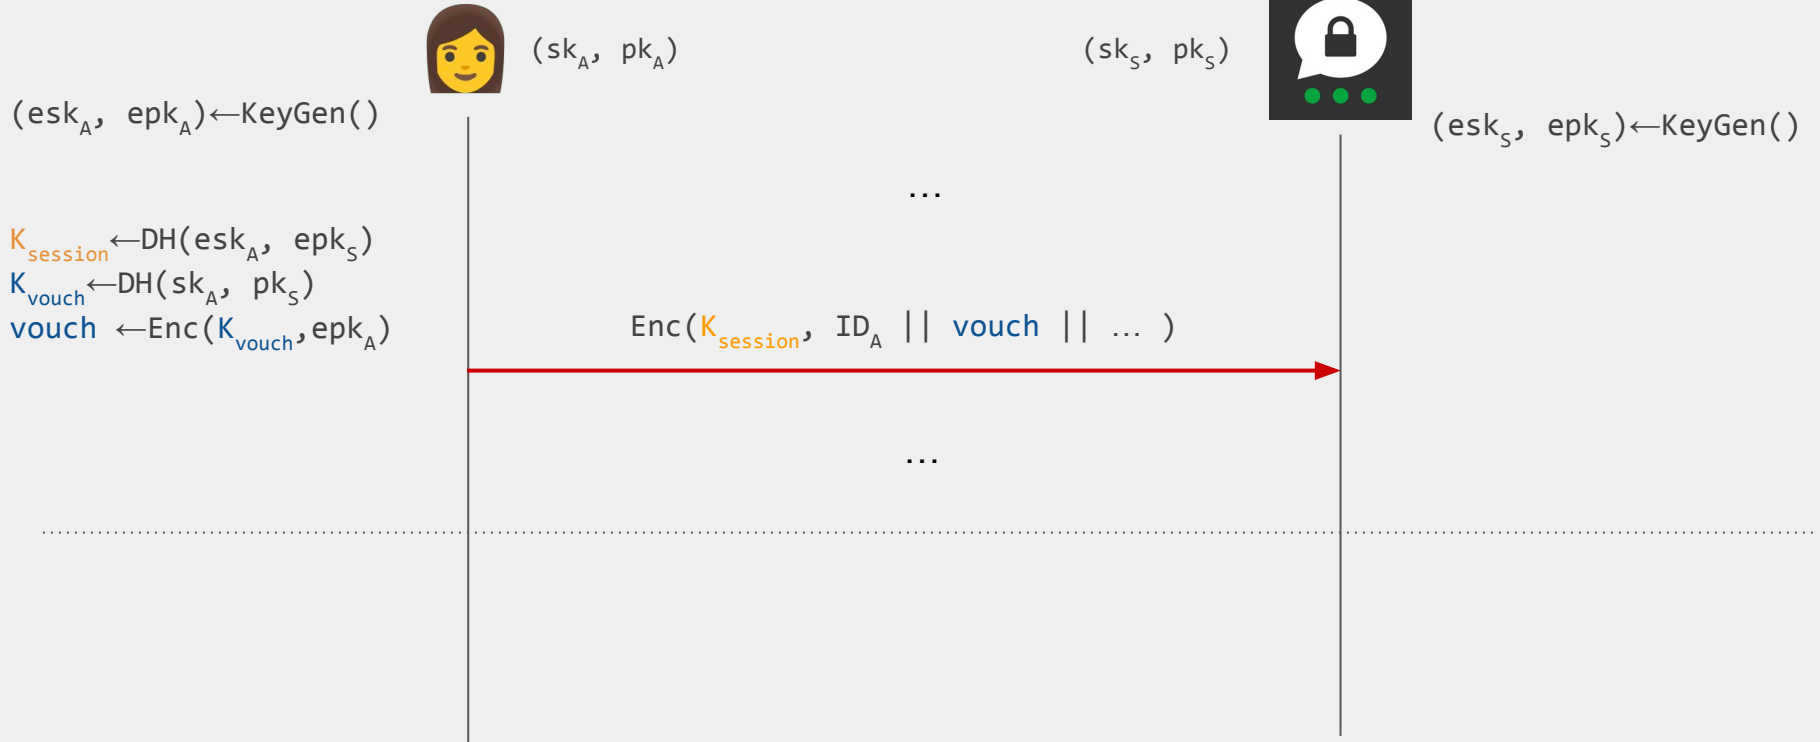 (sk_A, pk_A)
(sk_S, pk_S)
(esk_A, epk_A)←KeyGen()
(esk_S, epk_S)←KeyGen()
...
K_session←DH(esk_A, epk_S)
K_vouch←DH(sk_A, pk_S)
vouch ←Enc(K_vouch,epk_A)
Enc(K_session, ID_A || vouch || … )
...